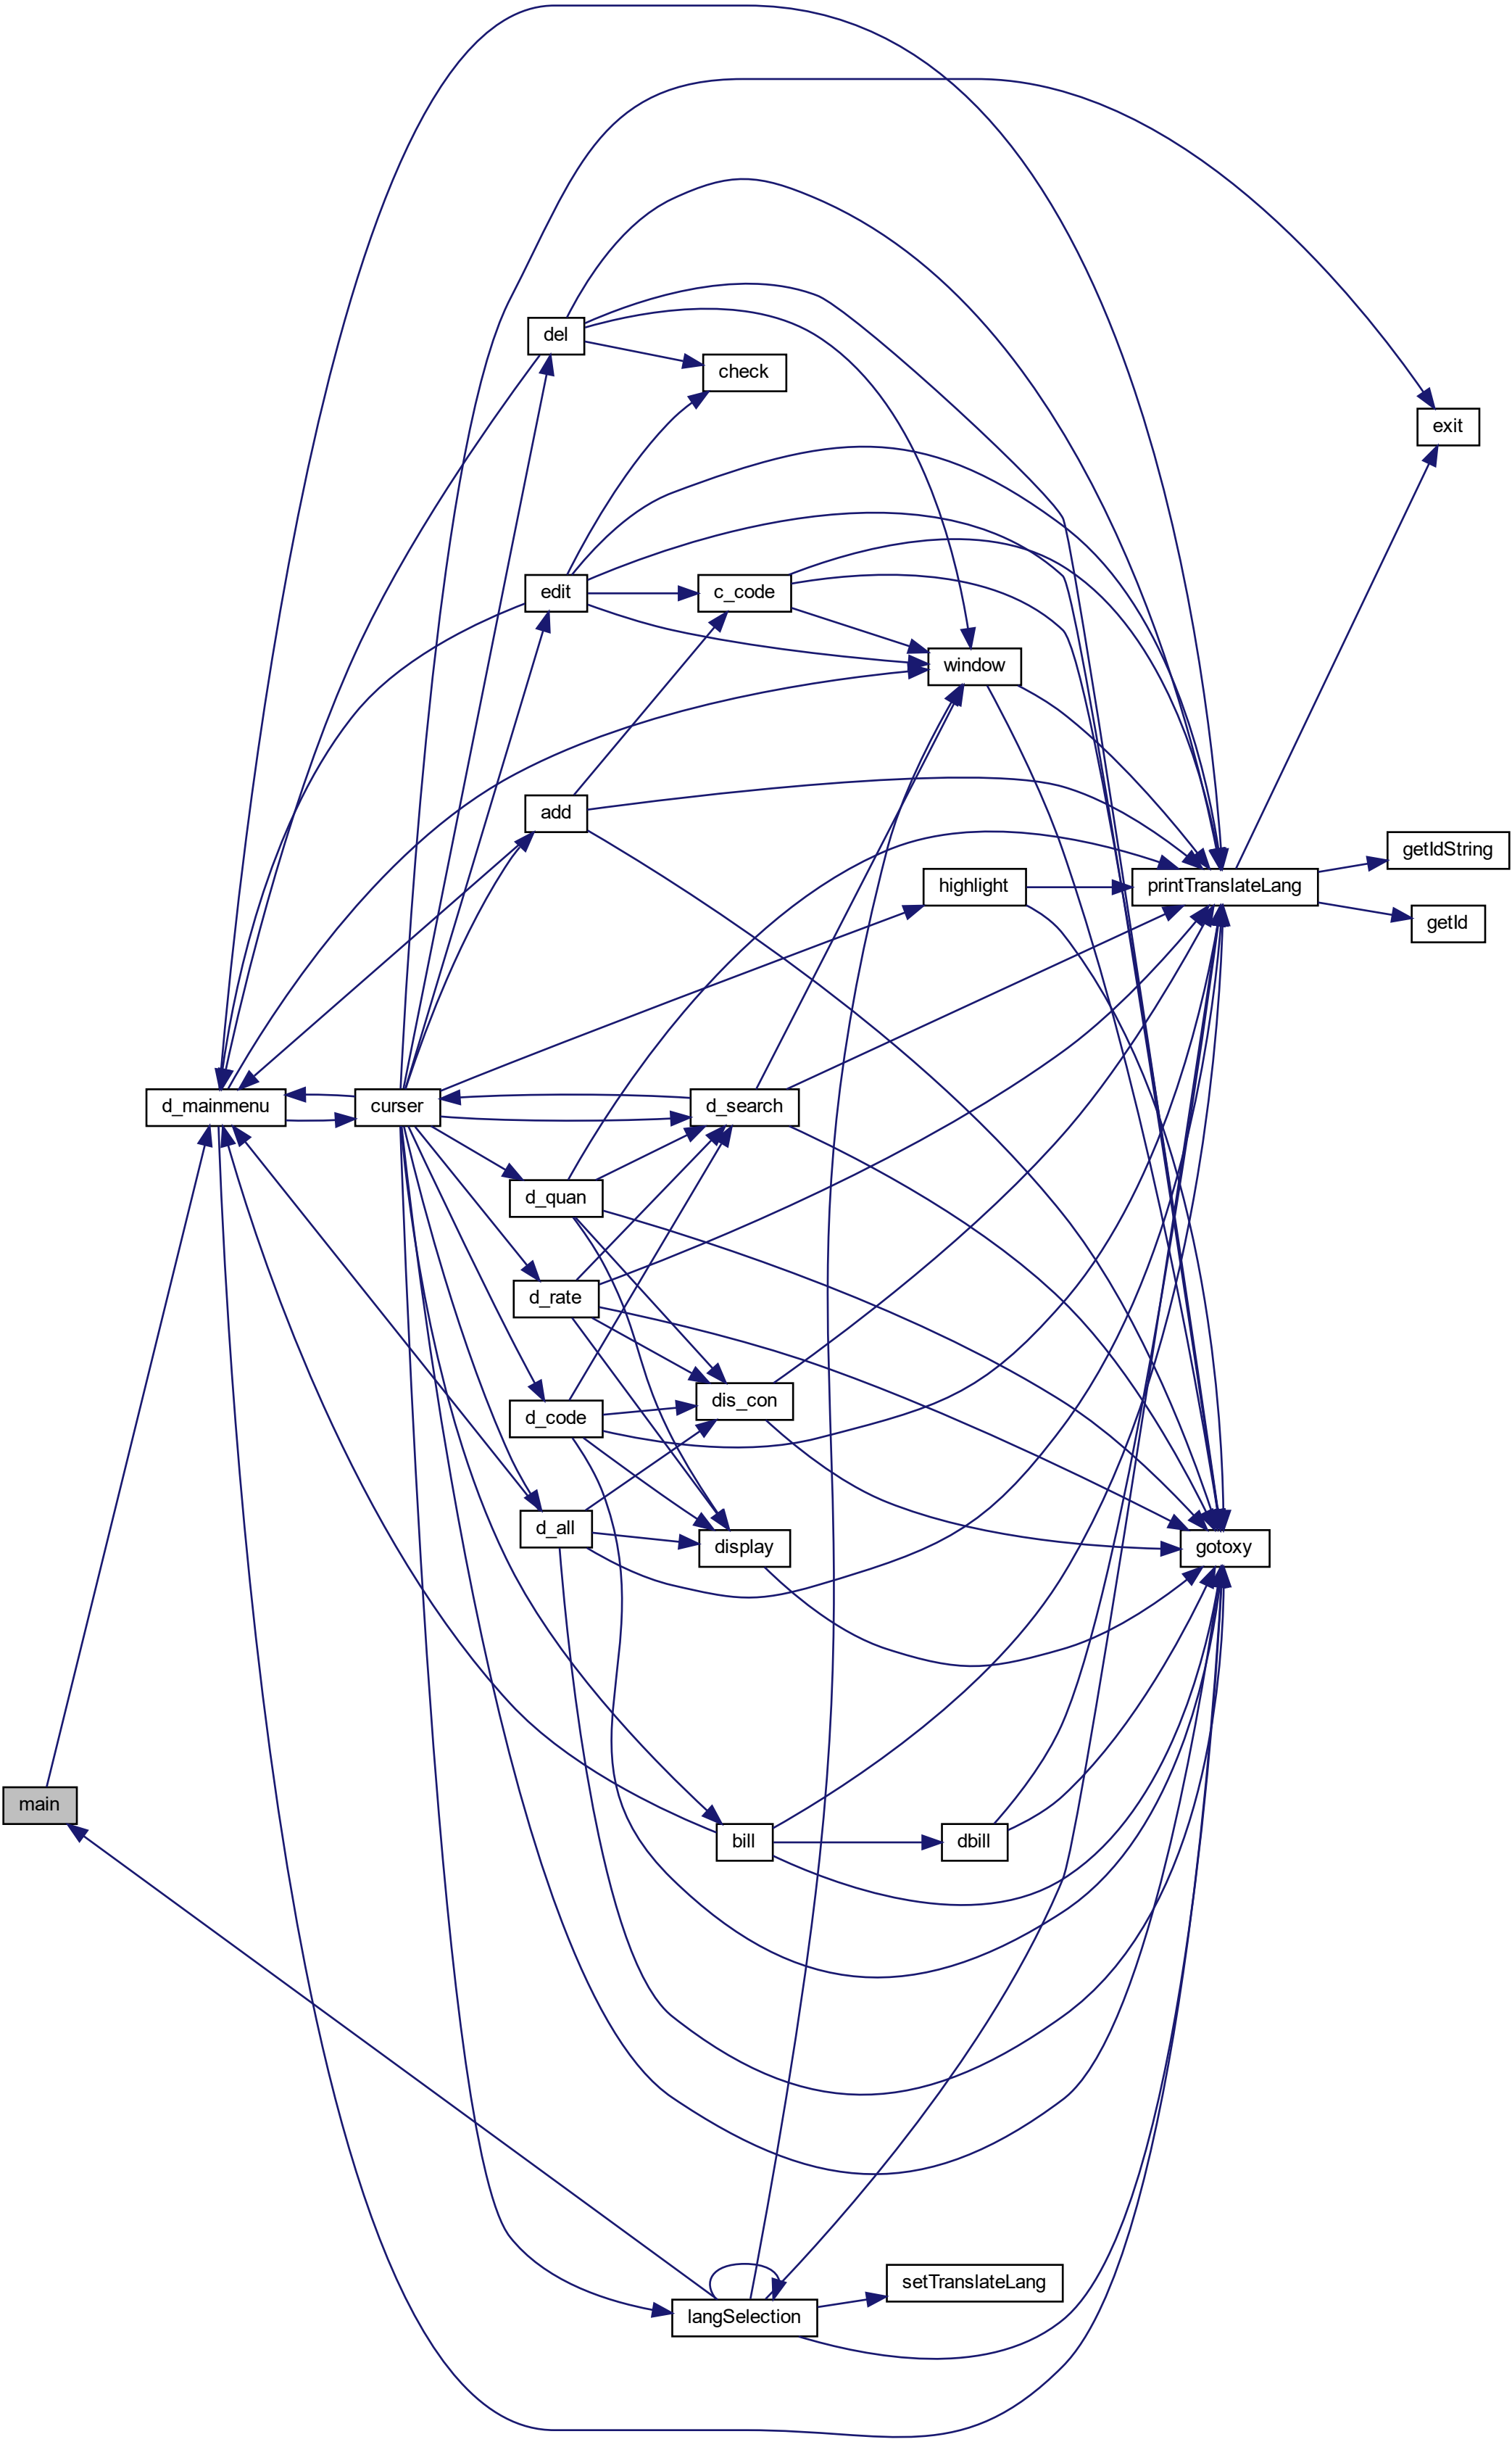 del
check
exit
edit
c_code
window
add
getIdString
highlight
printTranslateLang
getId
d_mainmenu
curser
d_search
d_quan
d_rate
dis_con
d_code
d_all
display
gotoxy
main
bill
dbill
setTranslateLang
langSelection